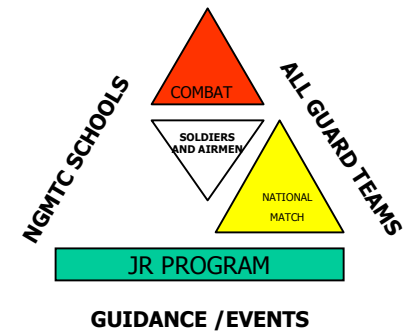 COMBAT
NGMTC SCHOOLS
ALL GUARD TEAMS
SOLDIERS
AND AIRMEN
NATIONAL
MATCH
JR PROGRAM
GUIDANCE /EVENTS